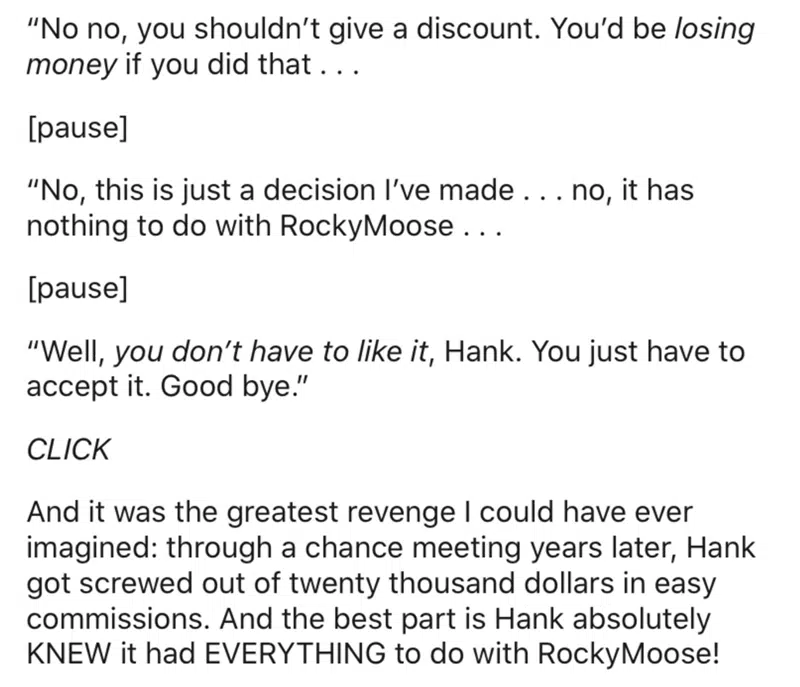 “No no, you shouldn’t give a discount. You’d be losing
money if you did that . . .
[pause]
“No, this is just a decision I’ve made . . . no, it has
nothing to do with RockyMoose . . .
[pause]
“Well, you don’t have to like it, Hank. You just have to
accept it. Good bye.”
CLICK
And it was the greatest revenge I could have ever
imagined: through a chance meeting years later, Hank
got screwed out of twenty thousand dollars in easy
commissions. And the best part is Hank absolutely
KNEW it had EVERYTHING to do with RockyMoose!